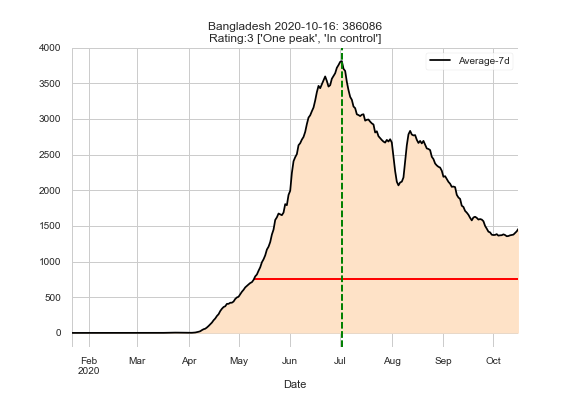 Bangladesh 2020-10-16: 386086
Rating:3 ['One peak', 'In control']
4000
3500
3000
2500
2000
1500
1000
500
0
Average-7d
Feb Mar Apr May Jun Jul Aug Sep Oct
2020
Date